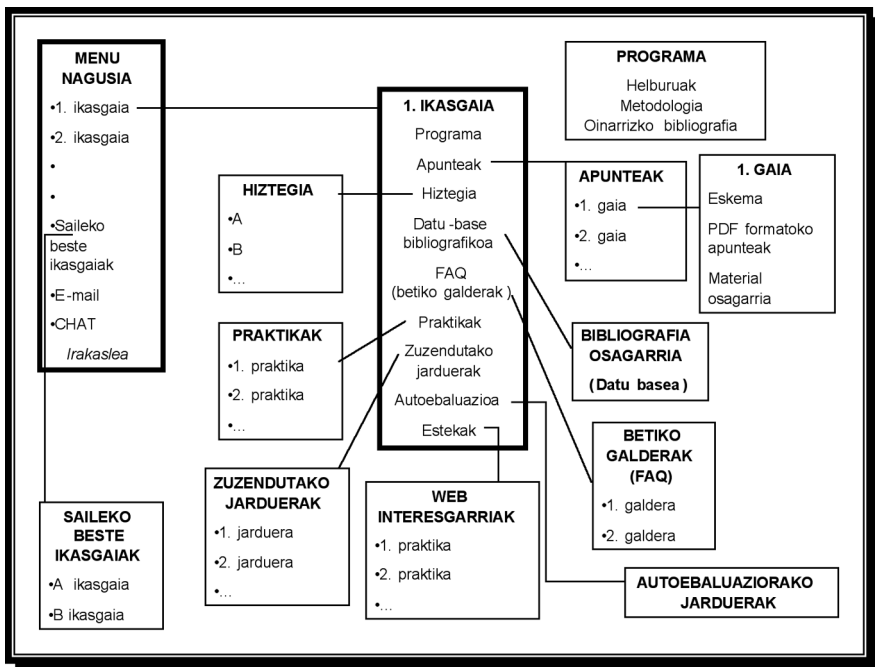 MENU
NAGUSIA
•1. ikasgaia
•2. ikasgaia
•
•
•Saileko
beste
ikasgaiak
•E-mail
•CHAT
Irakaslea
1. IKASGAIA
Programa
Apunteak
Hiztegia
Datu -base
bibliografikoa
FAQ
(betiko galderak )
Praktikak
Zuzendutako
jarduerak
Autoebaluazioa
Estekak
PROGRAMA
Helburuak
Metodologia
Oinarrizko bibliografia
HIZTEGIA
•A
•B
•...
APUNTEAK
•1. gaia
•2. gaia
•...
1. GAIA
Eskema
PDF formatoko
apunteak
Material
osagarria
PRAKTIKAK
•1. praktika
•2. praktika
•...
BIBLIOGRAFIA
OSAGARRIA
(Datu basea )
BETIKO
GALDERAK
(FAQ)
•1. galdera
•2. galdera
ZUZENDUTAKO
JARDUERAK
•1. jarduera
•2. jarduera
•...
WEB
INTERESGARRIAK
•1. praktika
•2. praktika
•...
SAILEKO
BESTE
IKASGAIAK
•A ikasgaia
•B ikasgaia
AUTOEBALUAZIORAKO
JARDUERAK